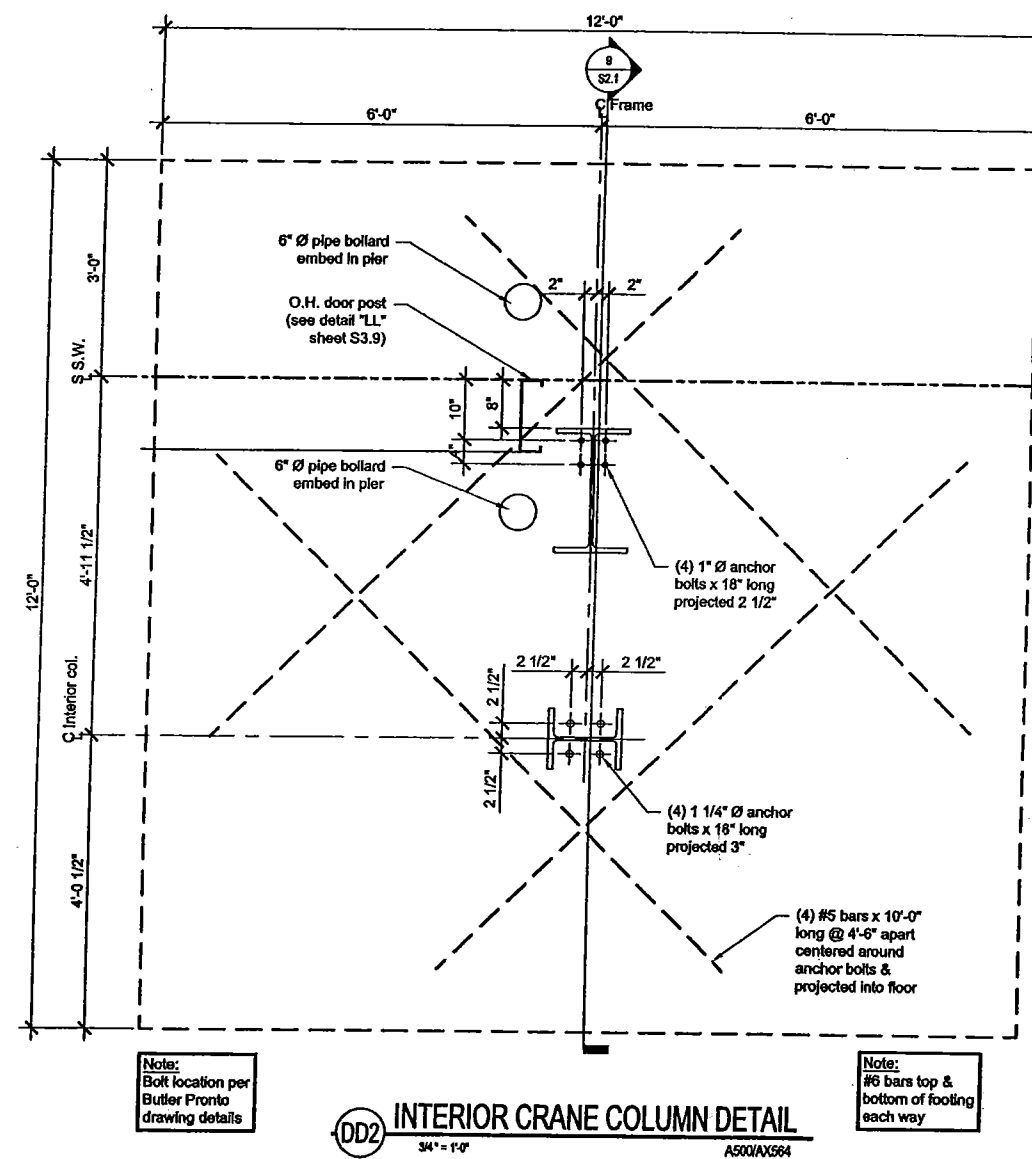 12'-0"
9
S2.1
C Frame
6'-0"
6'-0"
6" Ø pipe bollard
embed in pier
3'-0"
2"
2"
O.H. door post
(see detail "LL"
sheet S3.9)
S S.W.
10"
8"
4"
6" Ø pipe bollard
embed in pier
(4) 1" Ø anchor
bolts x 18" long
projected 2 1/2"
4'-11 1/2"
12'-0"
2 1/2"
2 1/2"
2 1/2"
C Interior col.
2 1/2"
(4) 1 1/4" Ø anchor
bolts x 18" long
projected 3"
4'-0 1/2"
(4) #5 bars x 10'-0"
long @ 4'-6" apart
centered around
anchor bolts &
projected into floor
Note:
Bolt location per
Butler Pronto
drawing details
Note:
#6 bars top &
bottom of footing
each way
DD2
INTERIOR CRANE COLUMN DETAIL
3/4" = 1'-0"
A500/AX564